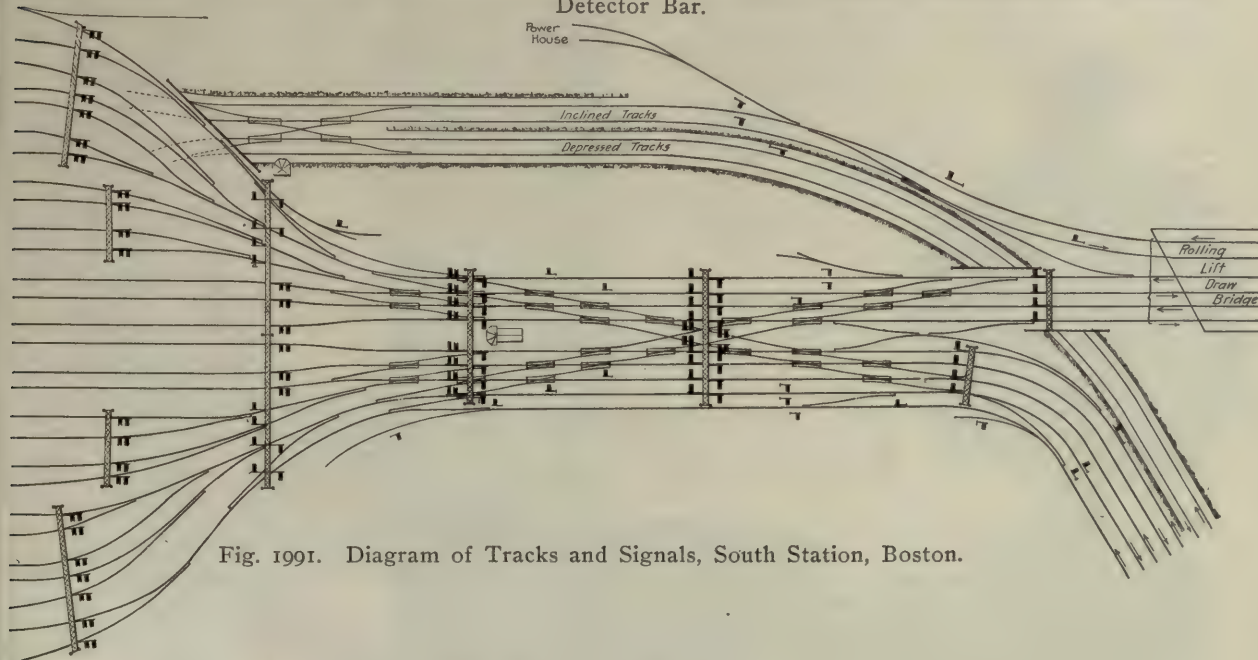 Detector Bar.
Power
House
Inclined Tracks
Depressed Tracks
Rolling
Lift
Draw
Bridge
Fig. 1991. Diagram of Tracks and Signals, South Station, Boston.